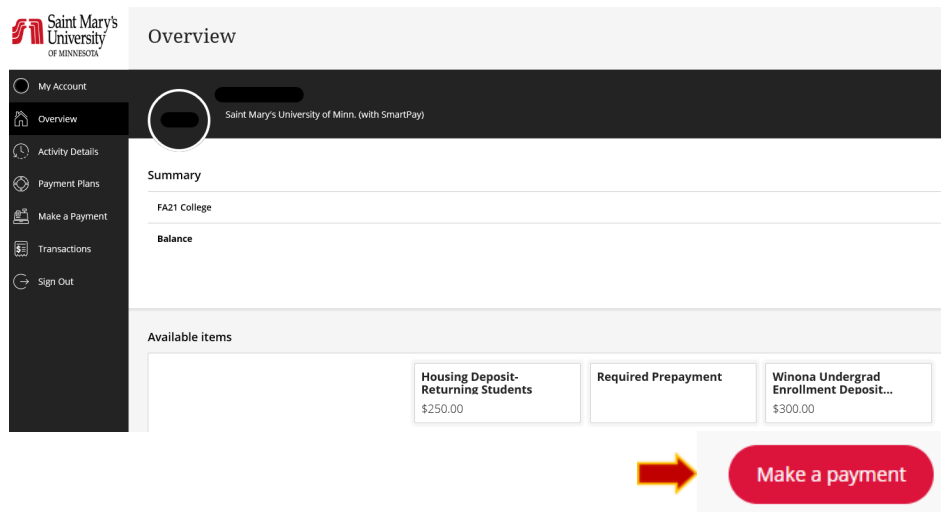 Saint Mary's
University
OF MINNESOTA
Overview
My Account
Overview
Activity Details
Payment Plans
Make a Payment
Transactions
Sign Out
Saint Mary's University of Minn. (with SmartPay)
Summary
FA21 College
Balance
Available items
Housing Deposit-
Returning Students
$250.00
Required Prepayment
Winona Undergrad
Enrollment Deposit...
$300.00
Make a payment